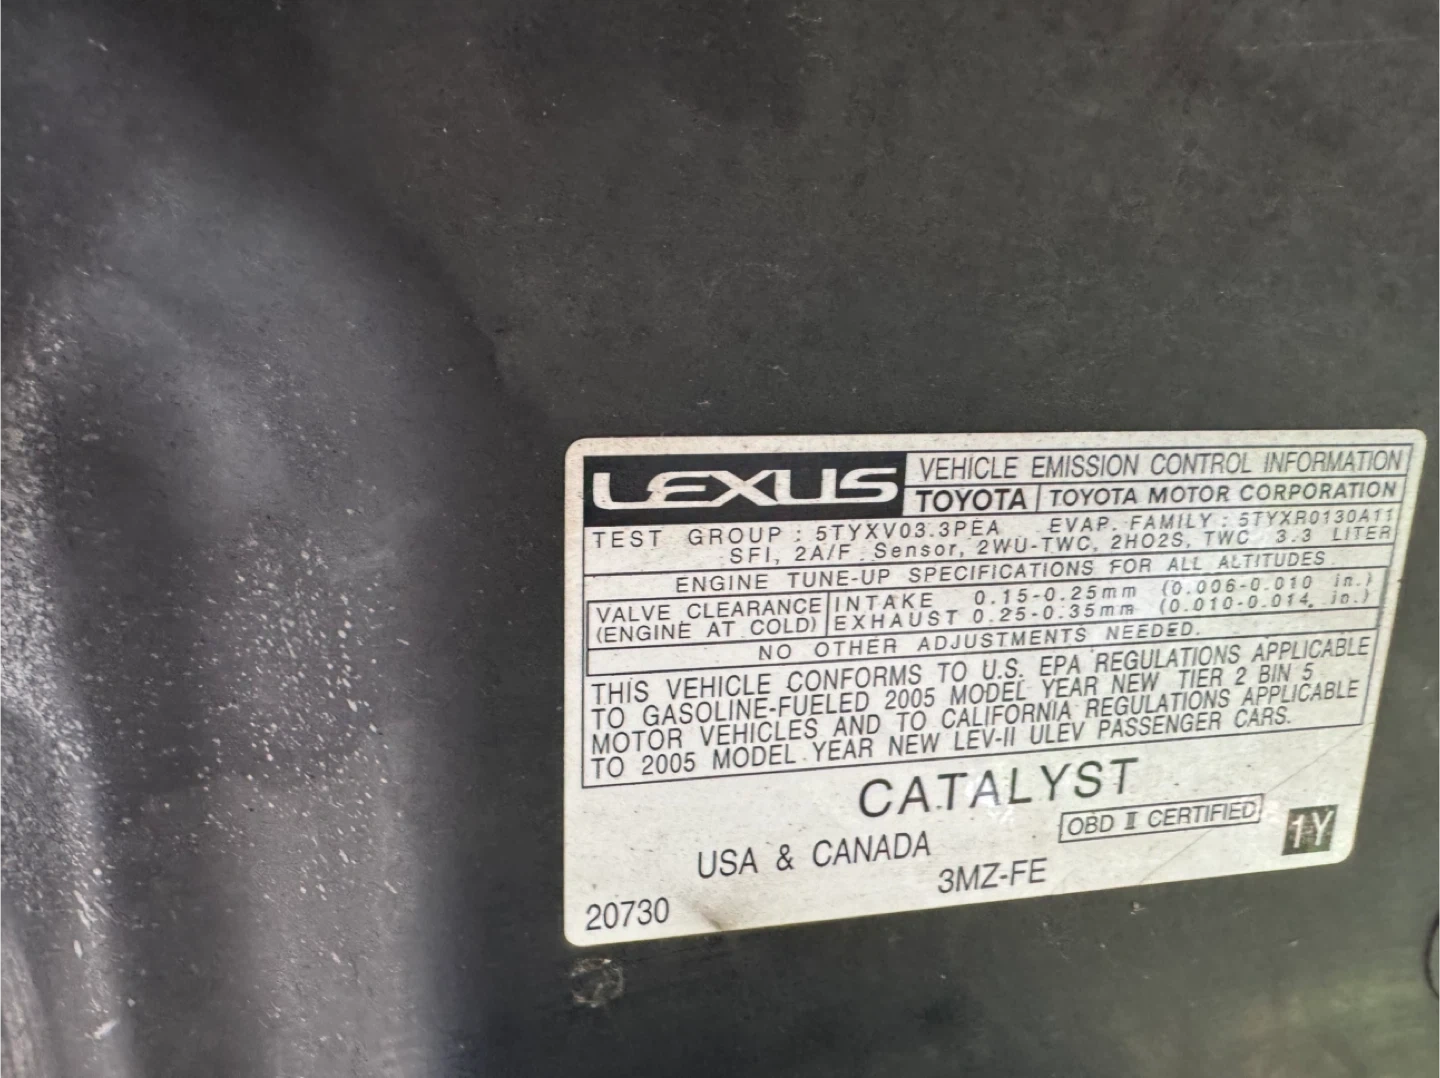 LEXUS
VEHICLE EMISSION CONTROL INFORMATION
TOYOTA TOYOTA MOTOR CORPORATION
TEST GROUP : 5TYXV03.3PEA EVAP. FAMILY : 5TYXR0130A11
SFI, 2A/F Sensor, 2WU-TWC, 2HO2S, TWC 3.3 LITER
ENGINE TUNE-UP SPECIFICATIONS FOR ALL ALTITUDES
VALVE CLEARANCE INTAKE 0.15-0.25mm (0.006-0.010 in.)
(ENGINE AT COLD) EXHAUST 0.25-0.35mm (0.010-0.014 in.)
NO OTHER ADJUSTMENTS NEEDED.
THIS VEHICLE CONFORMS TO U.S. EPA REGULATIONS APPLICABLE
TO GASOLINE-FUELED 2005 MODEL YEAR NEW TIER 2 BIN 5
MOTOR VEHICLES AND TO CALIFORNIA REGULATIONS APPLICABLE
TO 2005 MODEL YEAR NEW LEV-II ULEV PASSENGER CARS.
CATALYST
OBD II CERTIFIED
1Y
USA & CANADA
3MZ-FE
20730